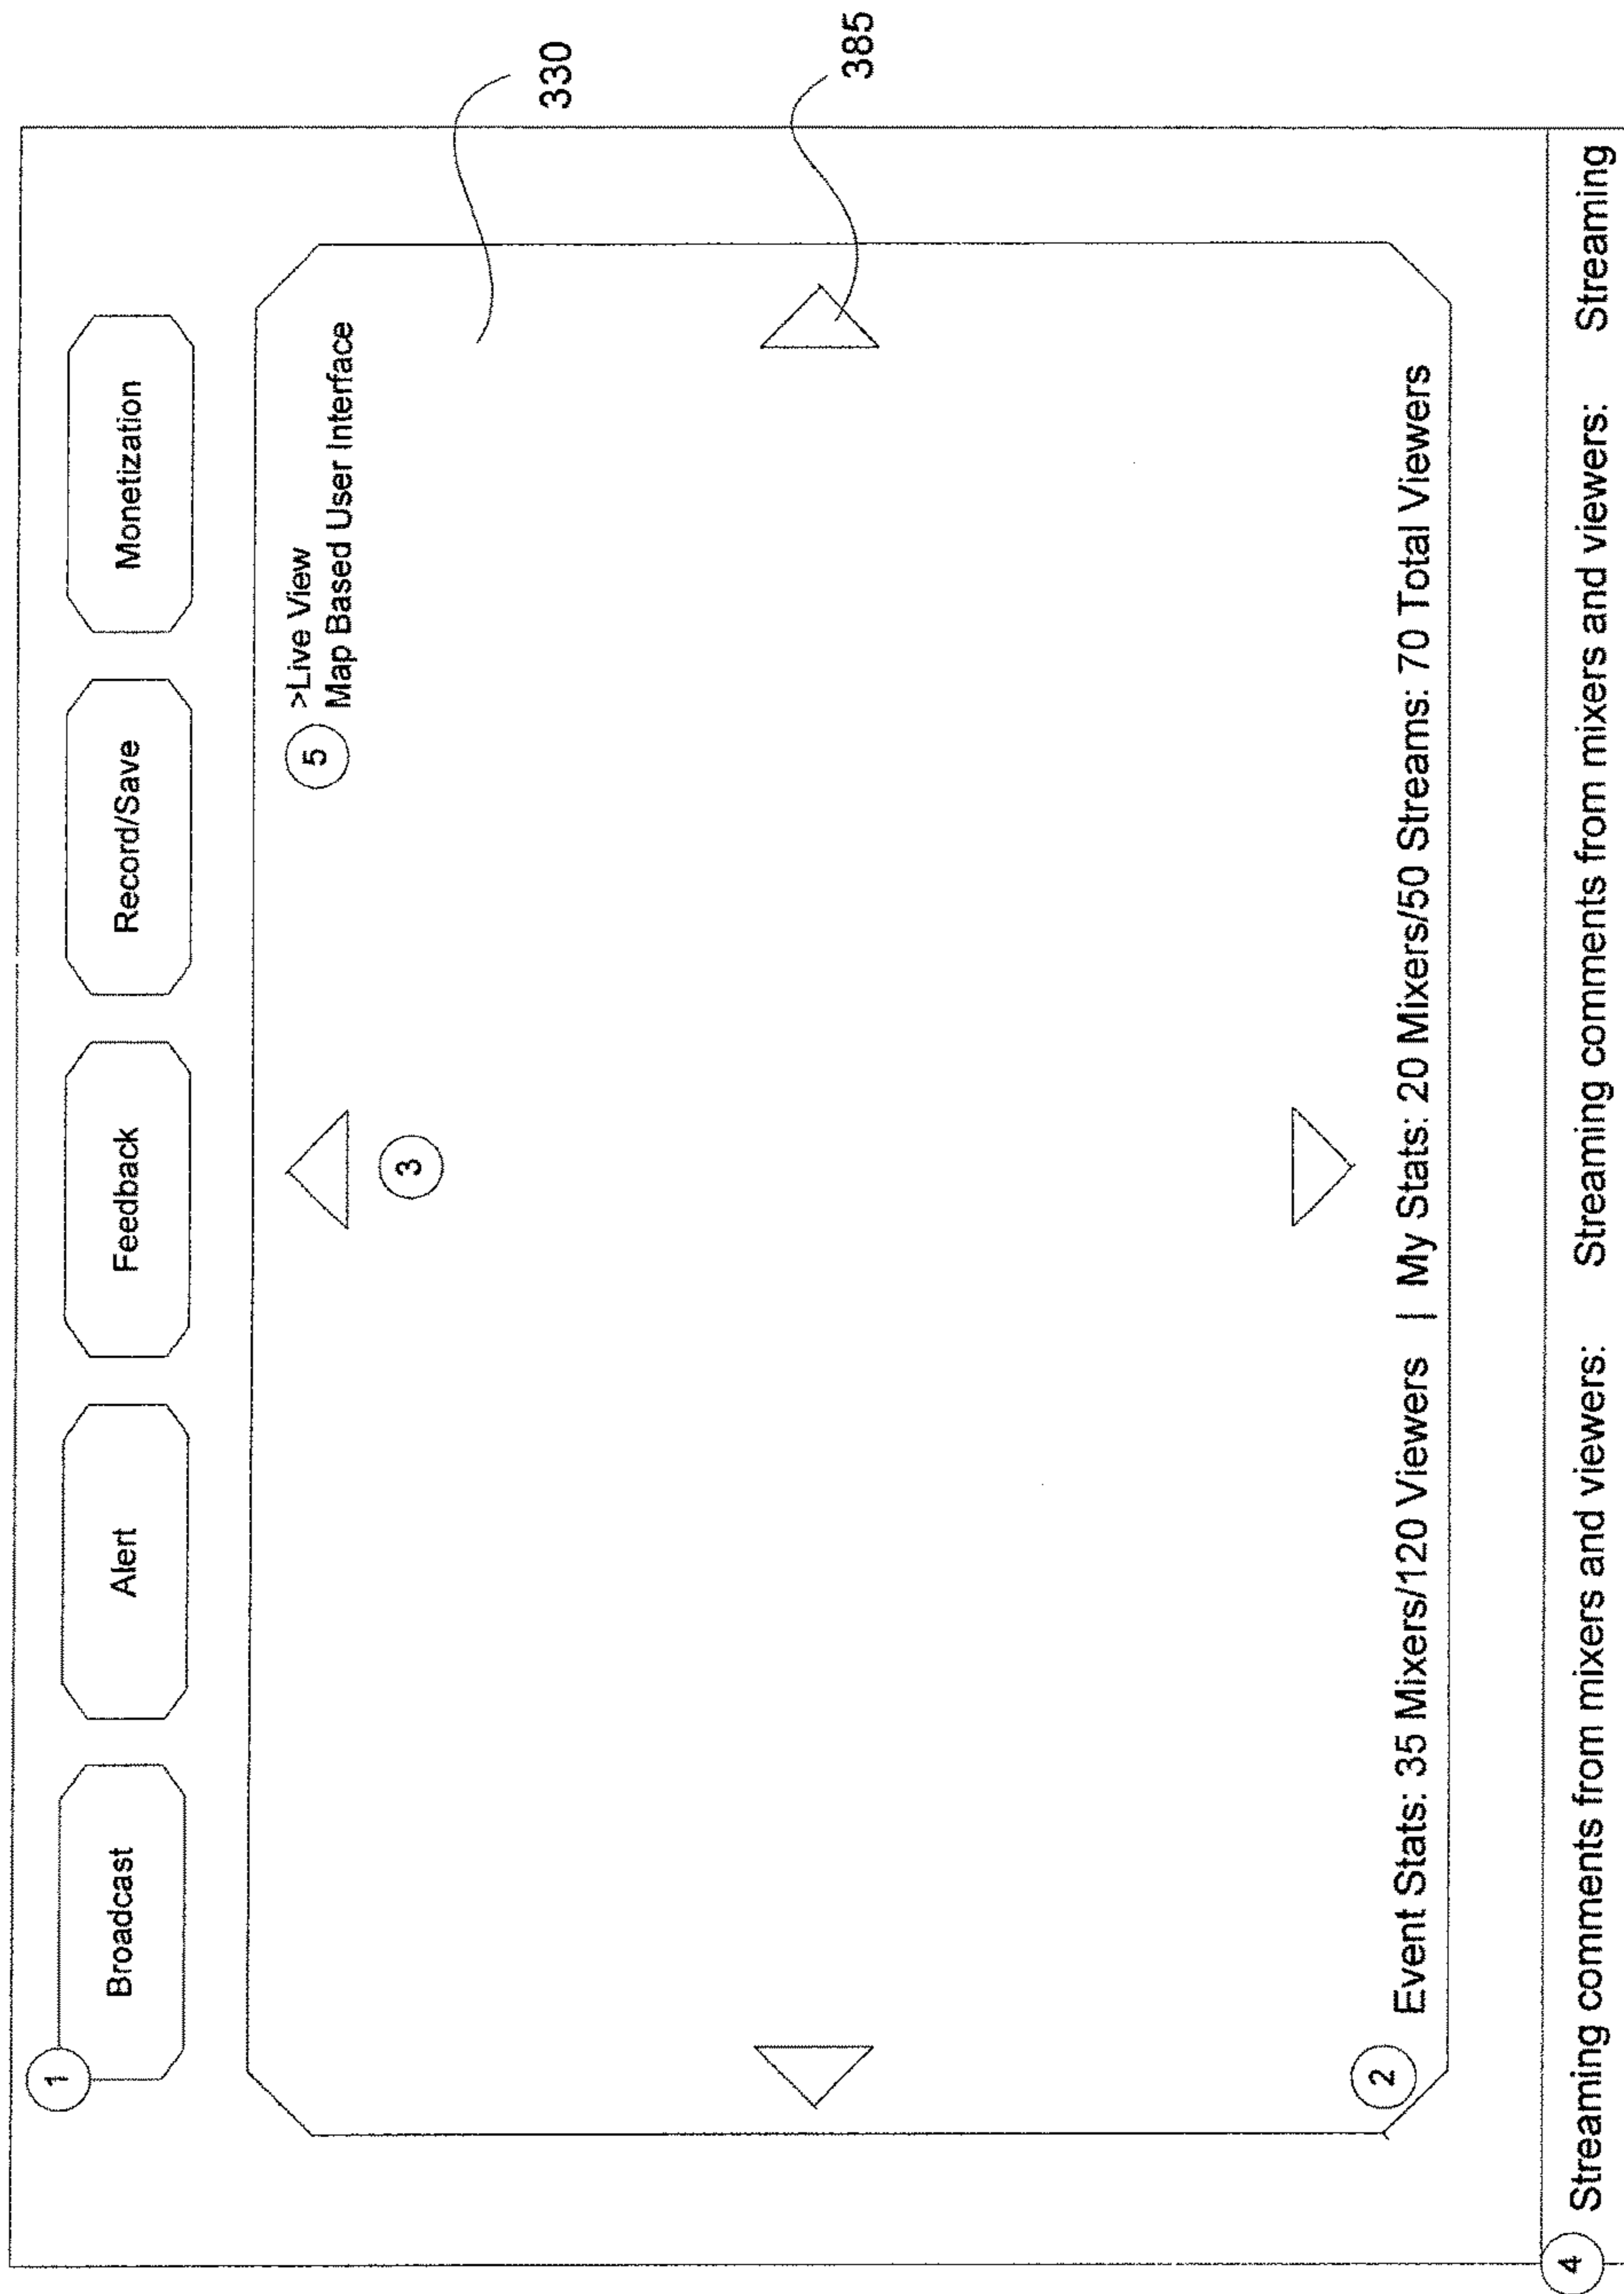 1
Broadcast
Alert
Feedback
Record/Save
Monetization
5
>Live View
Map Based User Interface
330
3
385
2
Event Stats: 35 Mixers/120 Viewers | My Stats: 20 Mixers/50 Streams: 70 Total Viewers
4
Streaming comments from mixers and viewers: Streaming comments from mixers and viewers: Streaming